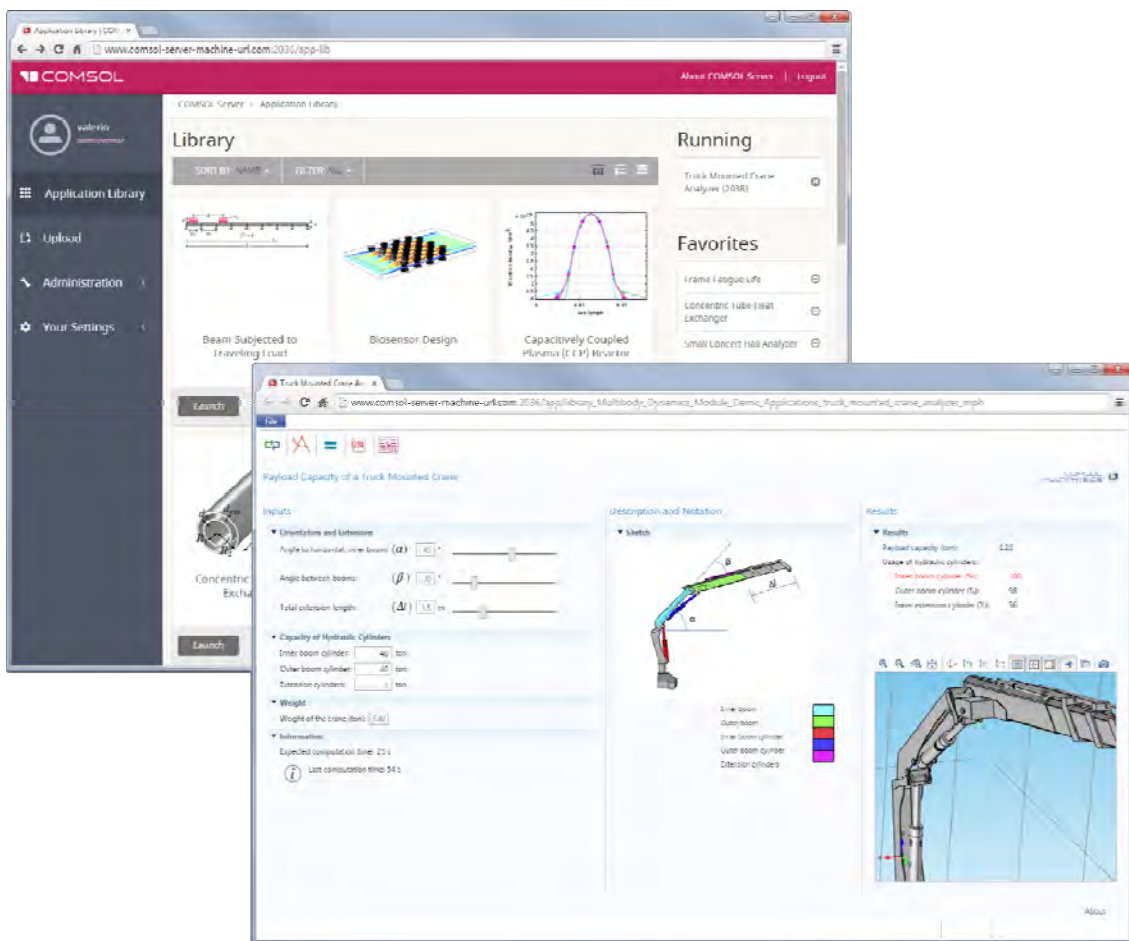 Application Library | COM
www.comsol-server-machine-url.com:2036/app-lib
COMSOL
About COMSOL Server | Logout
valerio
administrator
COMSOL Server > Application Library
Library
SORT BY NAME
FILTER ALL
Application Library
Upload
Administration
Your Settings
Beam Subjected to
Traveling Load
Biosensor Design
Capacitively Coupled
Plasma (CCP) Reactor
Running
Truck Mounted Crane
Analyzer (2038)
Favorites
Frame Fatigue Life
Concentric Tube Heat
Exchanger
Small Concert Hall Analyzer
Launch
Concentric
Excha
Launch
Truck Mounted Crane An
www.comsol-server-machine-url.com:2036/app/library_Multibody_Dynamics_Module_Demo_Applications_truck_mounted_crane_analyzer_mph
File
Payload Capacity of a Truck Mounted Crane
Inputs
Orientation and Extension
Angle to horizontal, inner boom: (α) °
Angle between booms: (β) °
Total extension length: (Δl) m
Capacity of Hydraulic Cylinders
Inner boom cylinder: 40 ton
Outer boom cylinder: ton
Extension cylinders: ton
Weight
Weight of the crane (ton):
Information
Expected computation time: 25 s
Last computation time: 54 s
Description and Notation
Sketch
β
Δl
α
Inner boom
Outer boom
Inner boom cylinder
Outer boom cylinder
Extension cylinders
Results
Results
Payload capacity (ton):
Usage of hydraulic cylinders:
Inner boom cylinder (%): 100
Outer boom cylinder (%): 98
Inner extension cylinder (%): 56
About